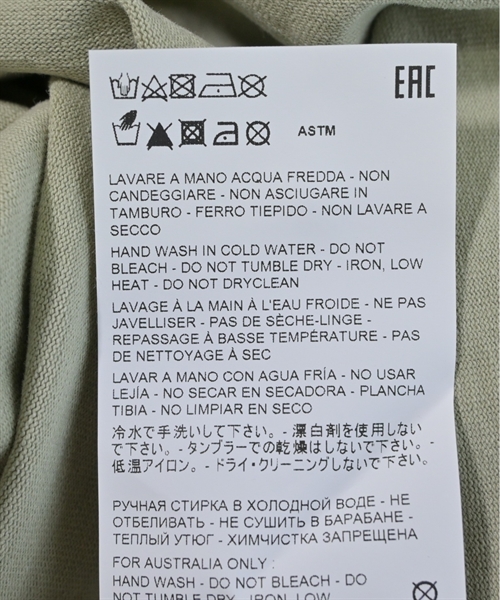 EAC
ASTM
LAVARE A MANO ACQUA FREDDA - NON
CANDEGGIARE - NON ASCIUGARE IN
TAMBURO - FERRO TIEPIDO - NON LAVARE A
SECCO
HAND WASH IN COLD WATER - DO NOT
BLEACH - DO NOT TUMBLE DRY - IRON, LOW
HEAT - DO NOT DRYCLEAN
LAVAGE À LA MAIN À L'EAU FROIDE - NE PAS
JAVELLISER - PAS DE SÈCHE-LINGE -
REPASSAGE À BASSE TEMPÉRATURE - PAS
DE NETTOYAGE À SEC
LAVAR A MANO CON AGUA FRÍA - NO USAR
LEJÍA - NO SECAR EN SECADORA - PLANCHA
TIBIA - NO LIMPIAR EN SECO
冷水で手洗いして下さい。- 漂白剤を使用しない
で下さい。- タンブラーでの乾燥はしないで下さい。-
低温アイロン。- ドライ・クリーニングしないで下さい。
РУЧНАЯ СТИРКА В ХОЛОДНОЙ ВОДЕ - НЕ
ОТБЕЛИВАТЬ - НЕ СУШИТЬ В БАРАБАНЕ -
ТЕПЛЫЙ УТЮГ - ХИМЧИСТКА ЗАПРЕЩЕНА
FOR AUSTRALIA ONLY :
HAND WASH - DO NOT BLEACH - DO
NOT TUMBLE DRY - IRON, LOW